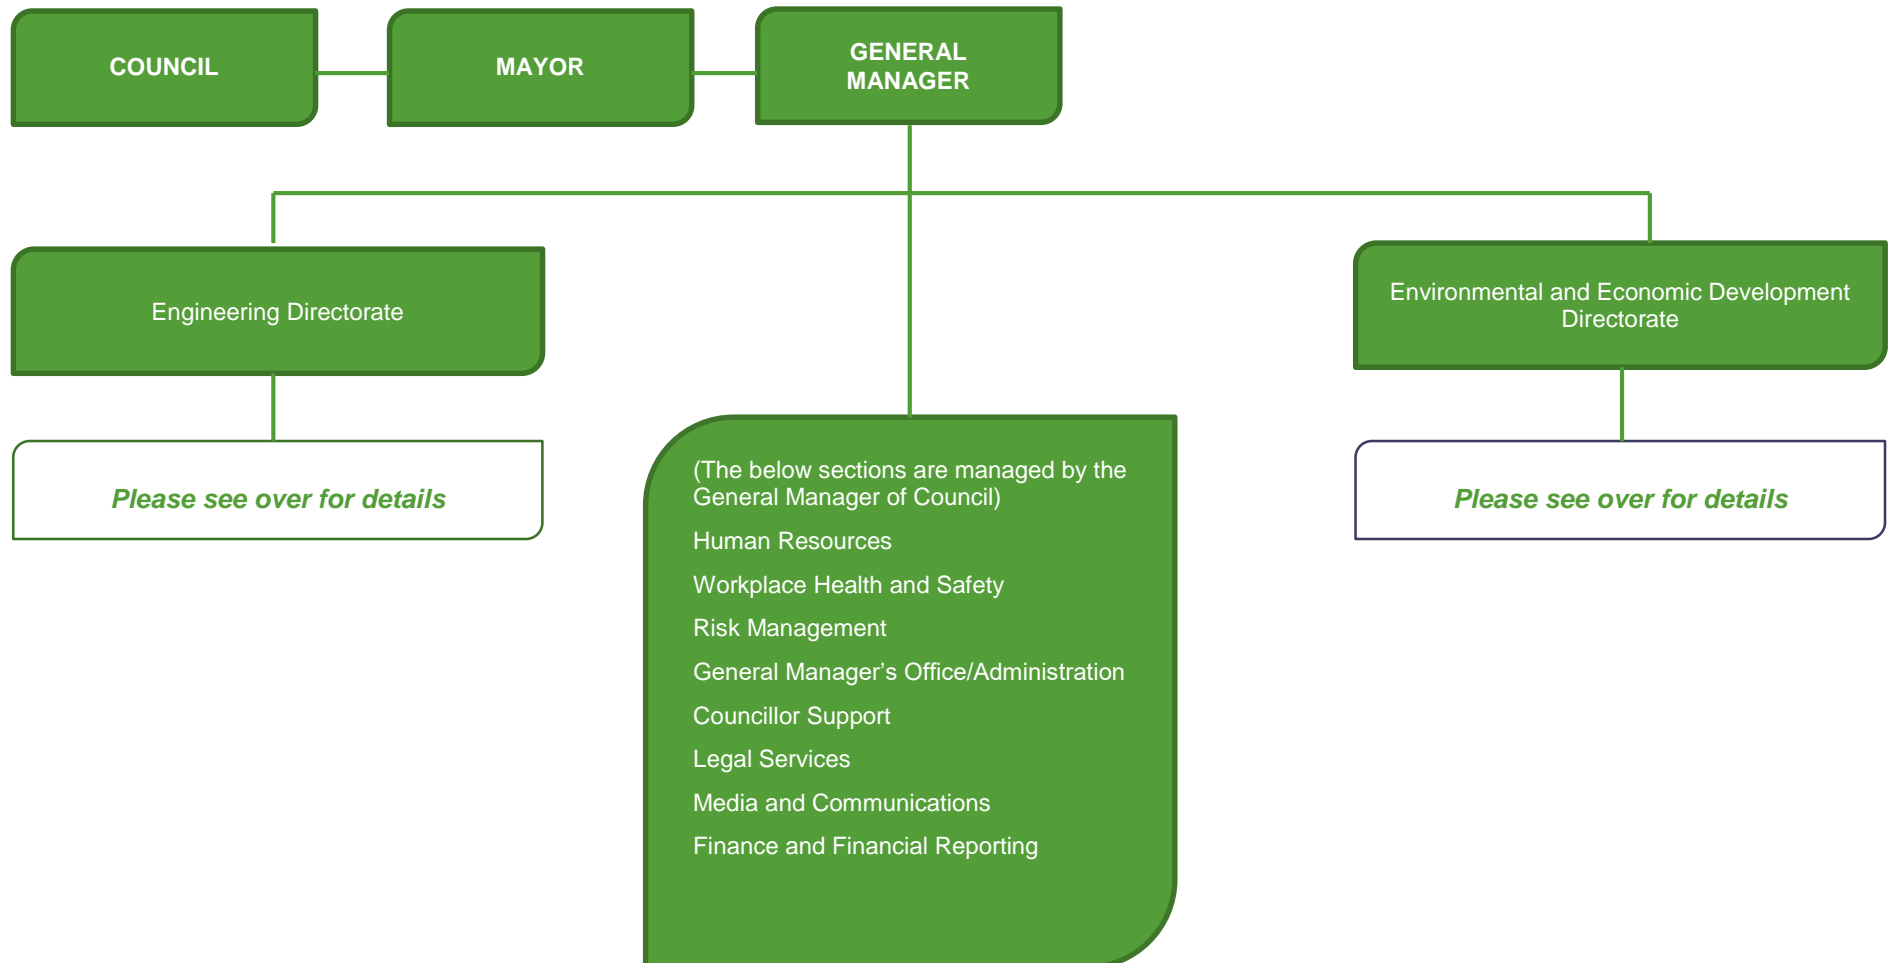 COUNCIL
MAYOR
GENERAL
MANAGER
Engineering Directorate
Environmental and Economic Development
Directorate
Please see over for details
(The below sections are managed by the
General Manager of Council)
Human Resources
Workplace Health and Safety
Risk Management
General Manager’s Office/Administration
Councillor Support
Legal Services
Media and Communications
Finance and Financial Reporting
Please see over for details